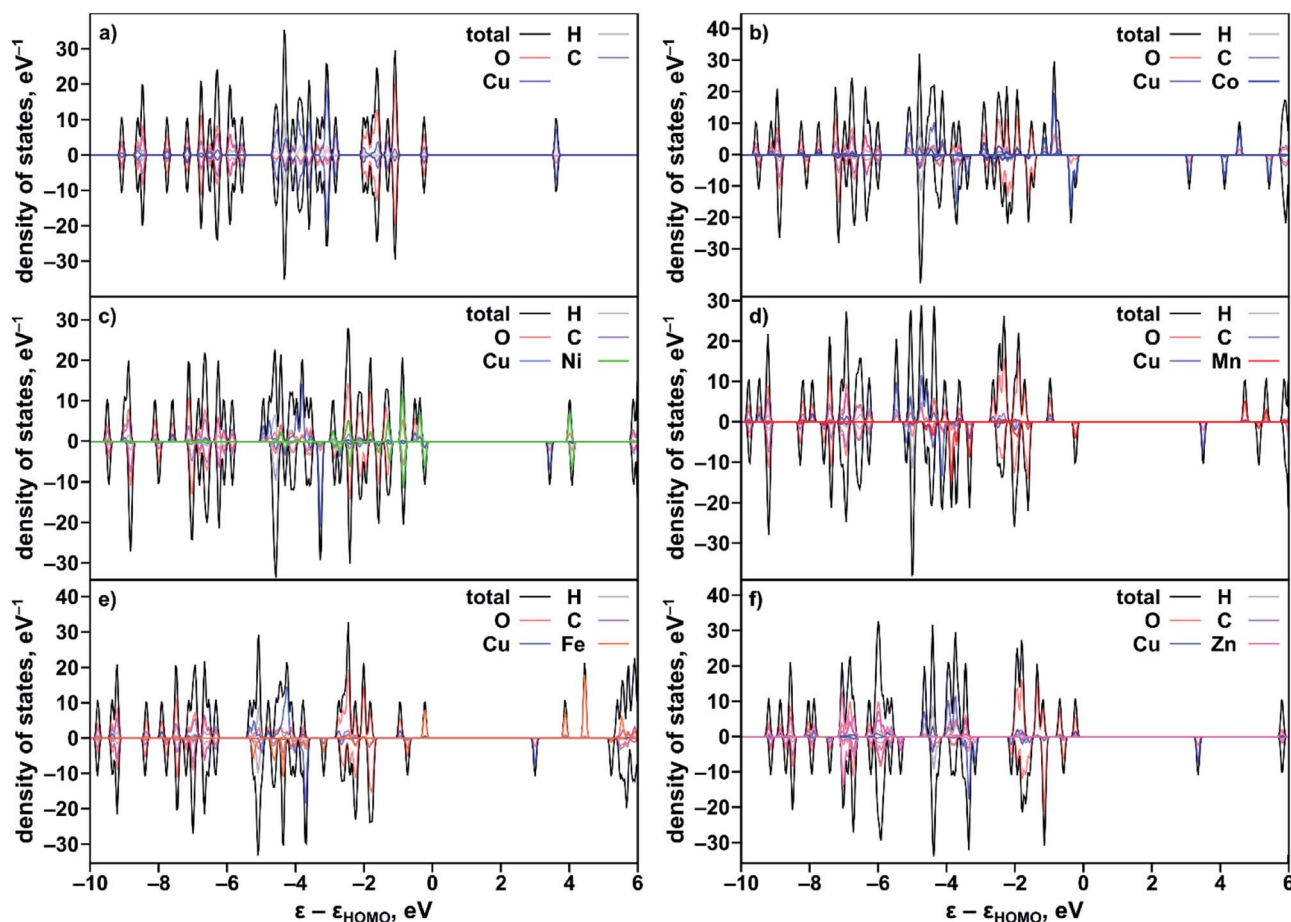 a)
total H
O C
Cu
30
20
10
0
−10
−20
−30
density of states, eV⁻¹
b)
total H
O C
Cu Co
40
30
20
10
0
−10
−20
−30
−40
density of states, eV⁻¹
c)
total H
O C
Cu Ni
30
20
10
0
−10
−20
−30
density of states, eV⁻¹
d)
total H
O C
Cu Mn
30
20
10
0
−10
−20
−30
density of states, eV⁻¹
e)
total H
O C
Cu Fe
40
30
20
10
0
−10
−20
−30
density of states, eV⁻¹
−10 −8 −6 −4 −2 0 2 4 6
ε − εHOMO, eV
f)
total H
O C
Cu Zn
40
30
20
10
0
−10
−20
−30
density of states, eV⁻¹
−10 −8 −6 −4 −2 0 2 4 6
ε − εHOMO, eV